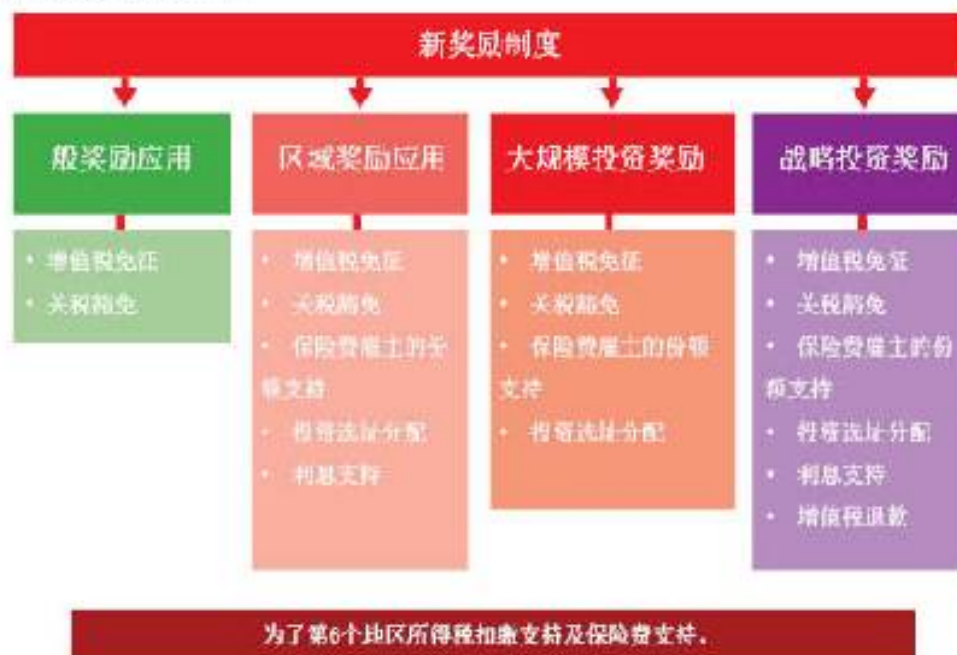 新奖励制度
般奖励应用
增值税免征
关税豁免
区域奖励应用
• 增值税免征
• 关税豁免
• 保险费雇主的份
额支持
• 投资选址分配
• 利息支持
大规模投资奖励
• 增值税免征
• 关税豁免
• 保险费雇主的份额
支持
• 投资选址分配
战略投资奖励
• 增值税免征
• 关税豁免
• 保险费雇主的份
额支持
• 投资选址分配
• 利息支持
• 增值税退款
为了第6个地区所得税扣缴支持及保险费支持。